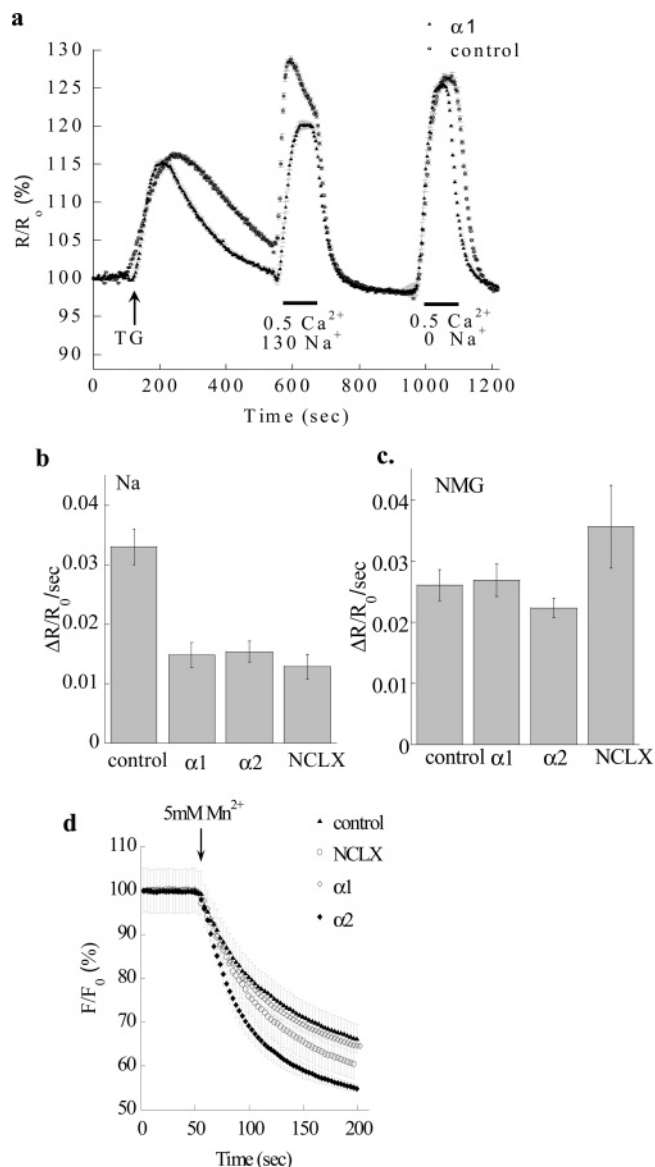 a
α1
control
130
125
120
115
110
105
100
95
90
R/Ro (%)
TG
0.5 Ca2+
130 Na+
0.5 Ca2+
0 Na+
0 200 400 600 800 1000 1200
Time (sec)
b
Na
0.04
0.03
0.02
0.01
0
ΔR/R0/sec
control α1 α2 NCLX
c.
NMG
0.04
0.03
0.02
0.01
0
ΔR/R0/sec
control α1 α2 NCLX
d
5mM Mn2+
control
NCLX
α1
α2
110
100
90
80
70
60
50
F/F0 (%)
0 50 100 150 200
Time (sec)